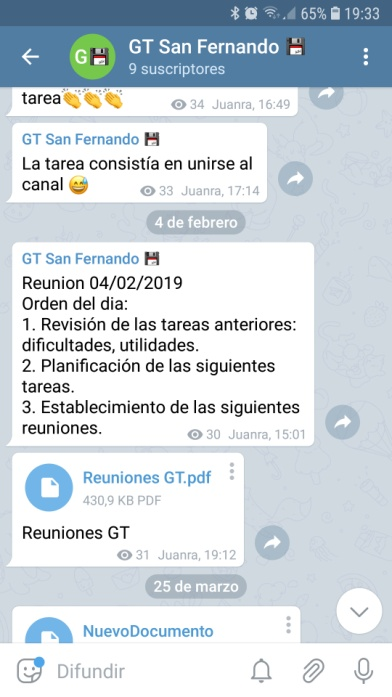 65% 19:33
G
GT San Fernando 💾
9 suscriptores
tarea👏👏👏
34 Juanra, 16:49
GT San Fernando 💾
La tarea consistía en unirse al
canal 😅
33 Juanra, 17:14
4 de febrero
GT San Fernando 💾
Reunion 04/02/2019
Orden del dia:
1. Revisión de las tareas anteriores:
dificultades, utilidades.
2. Planificación de las siguientes
tareas.
3. Establecimiento de las siguientes
reuniones.
30 Juanra, 15:01
Reuniones GT.pdf
430,9 KB PDF
Reuniones GT
31 Juanra, 19:12
25 de marzo
NuevoDocumento
Difundir